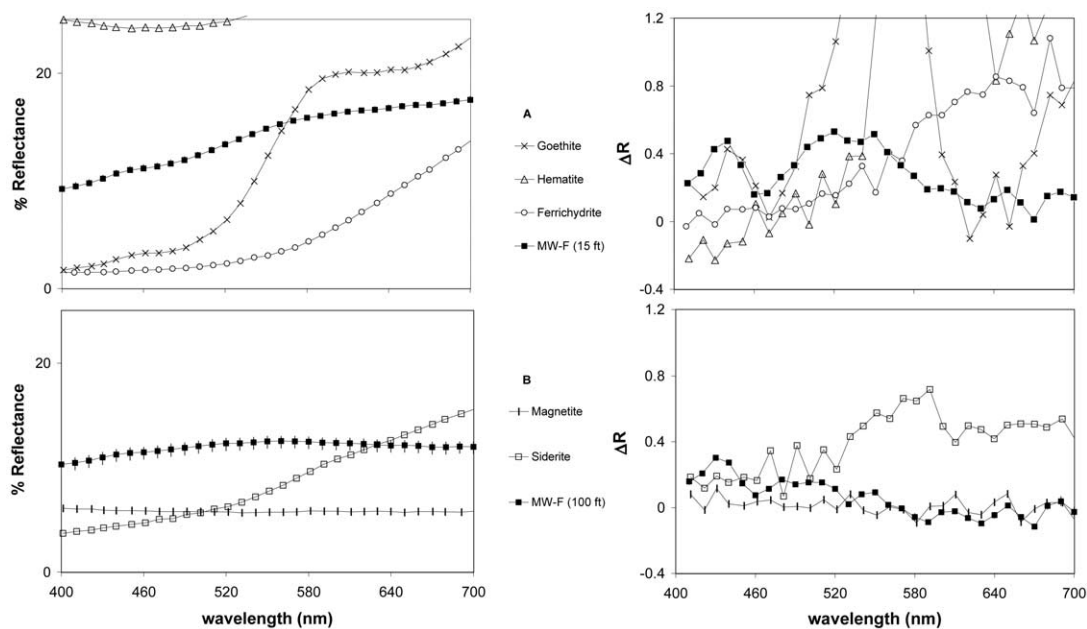 % Reflectance
20
0
A
Goethite
Hematite
Ferrichydrite
MW-F (15 ft)
ΔR
1.2
0.8
0.4
0
-0.4
% Reflectance
20
0
400 460 520 580 640 700
wavelength (nm)
B
Magnetite
Siderite
MW-F (100 ft)
ΔR
1.2
0.8
0.4
0
-0.4
400 460 520 580 640 700
wavelength (nm)